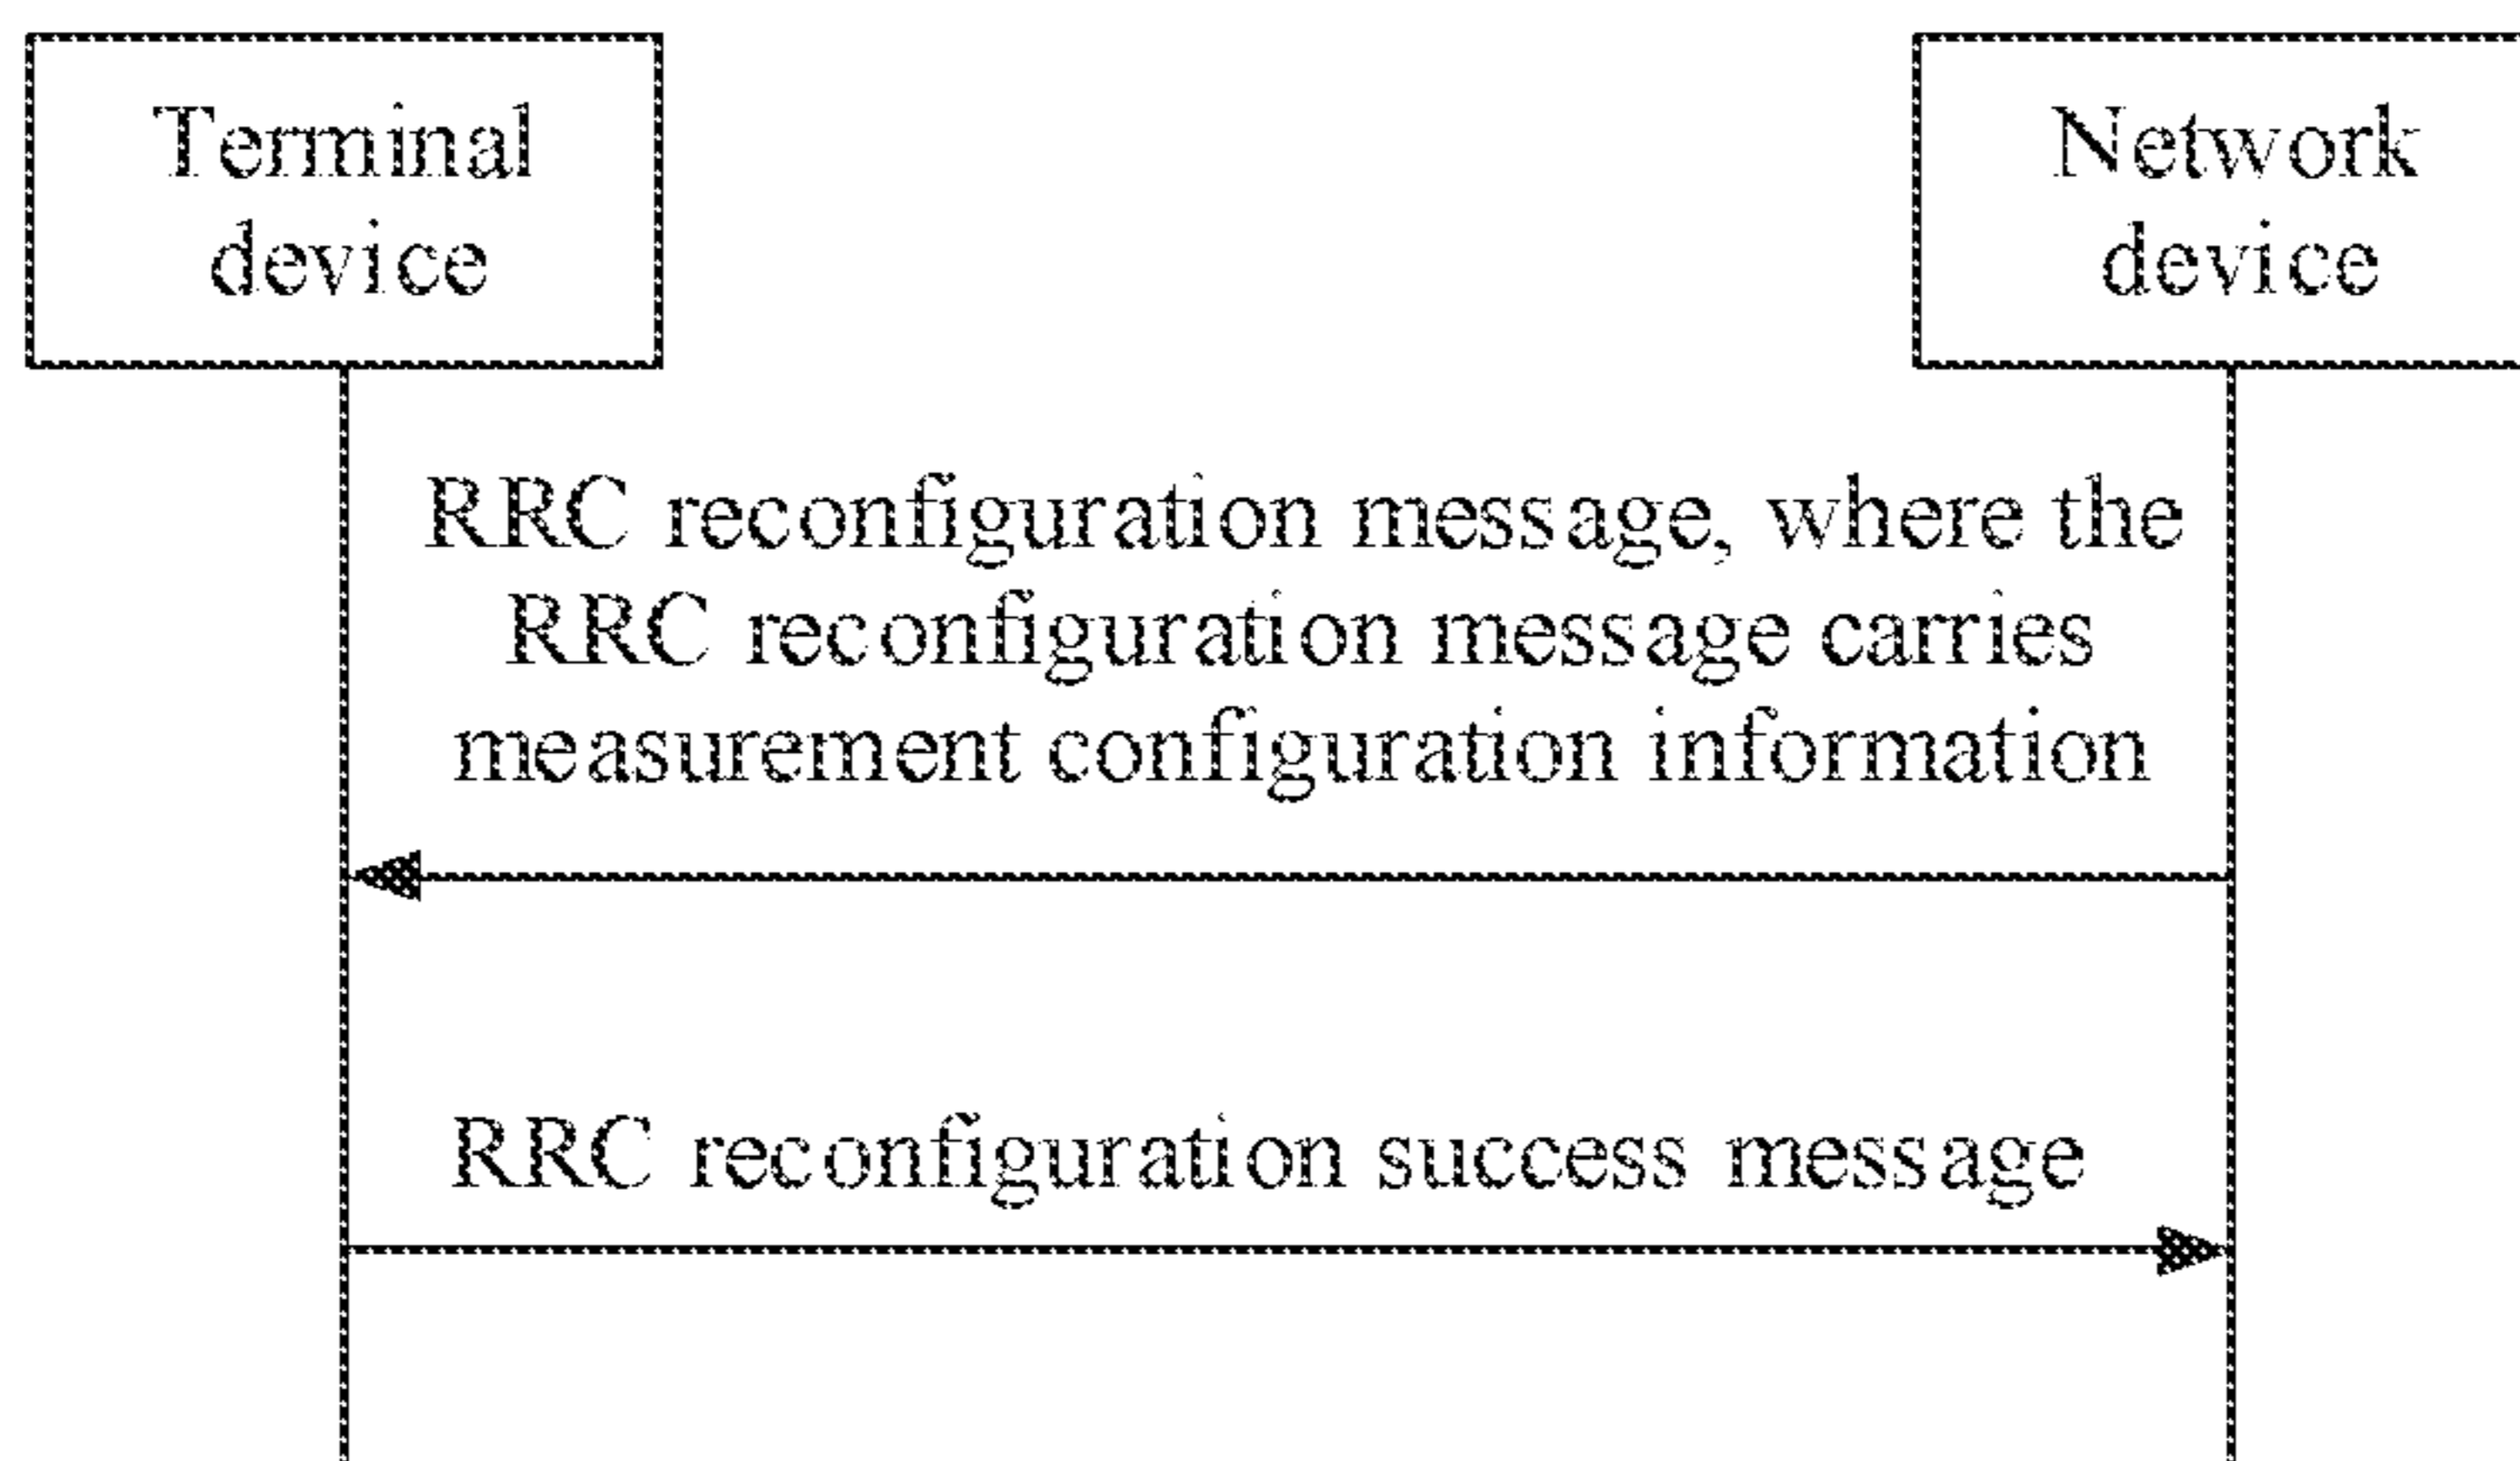 Terminal
device
Network
device
RRC reconfiguration message, where the
RRC reconfiguration message carries
measurement configuration information
RRC reconfiguration success message